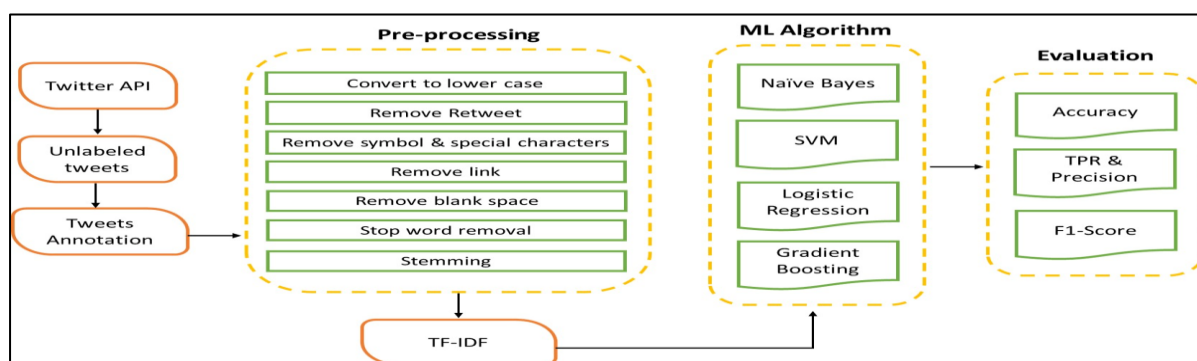 Twitter API
Unlabeled
tweets
Tweets
Annotation
Pre-processing
Convert to lower case
Remove Retweet
Remove symbol & special characters
Remove link
Remove blank space
Stop word removal
Stemming
TF-IDF
ML Algorithm
Naïve Bayes
SVM
Logistic
Regression
Gradient
Boosting
Evaluation
Accuracy
TPR &
Precision
F1-Score